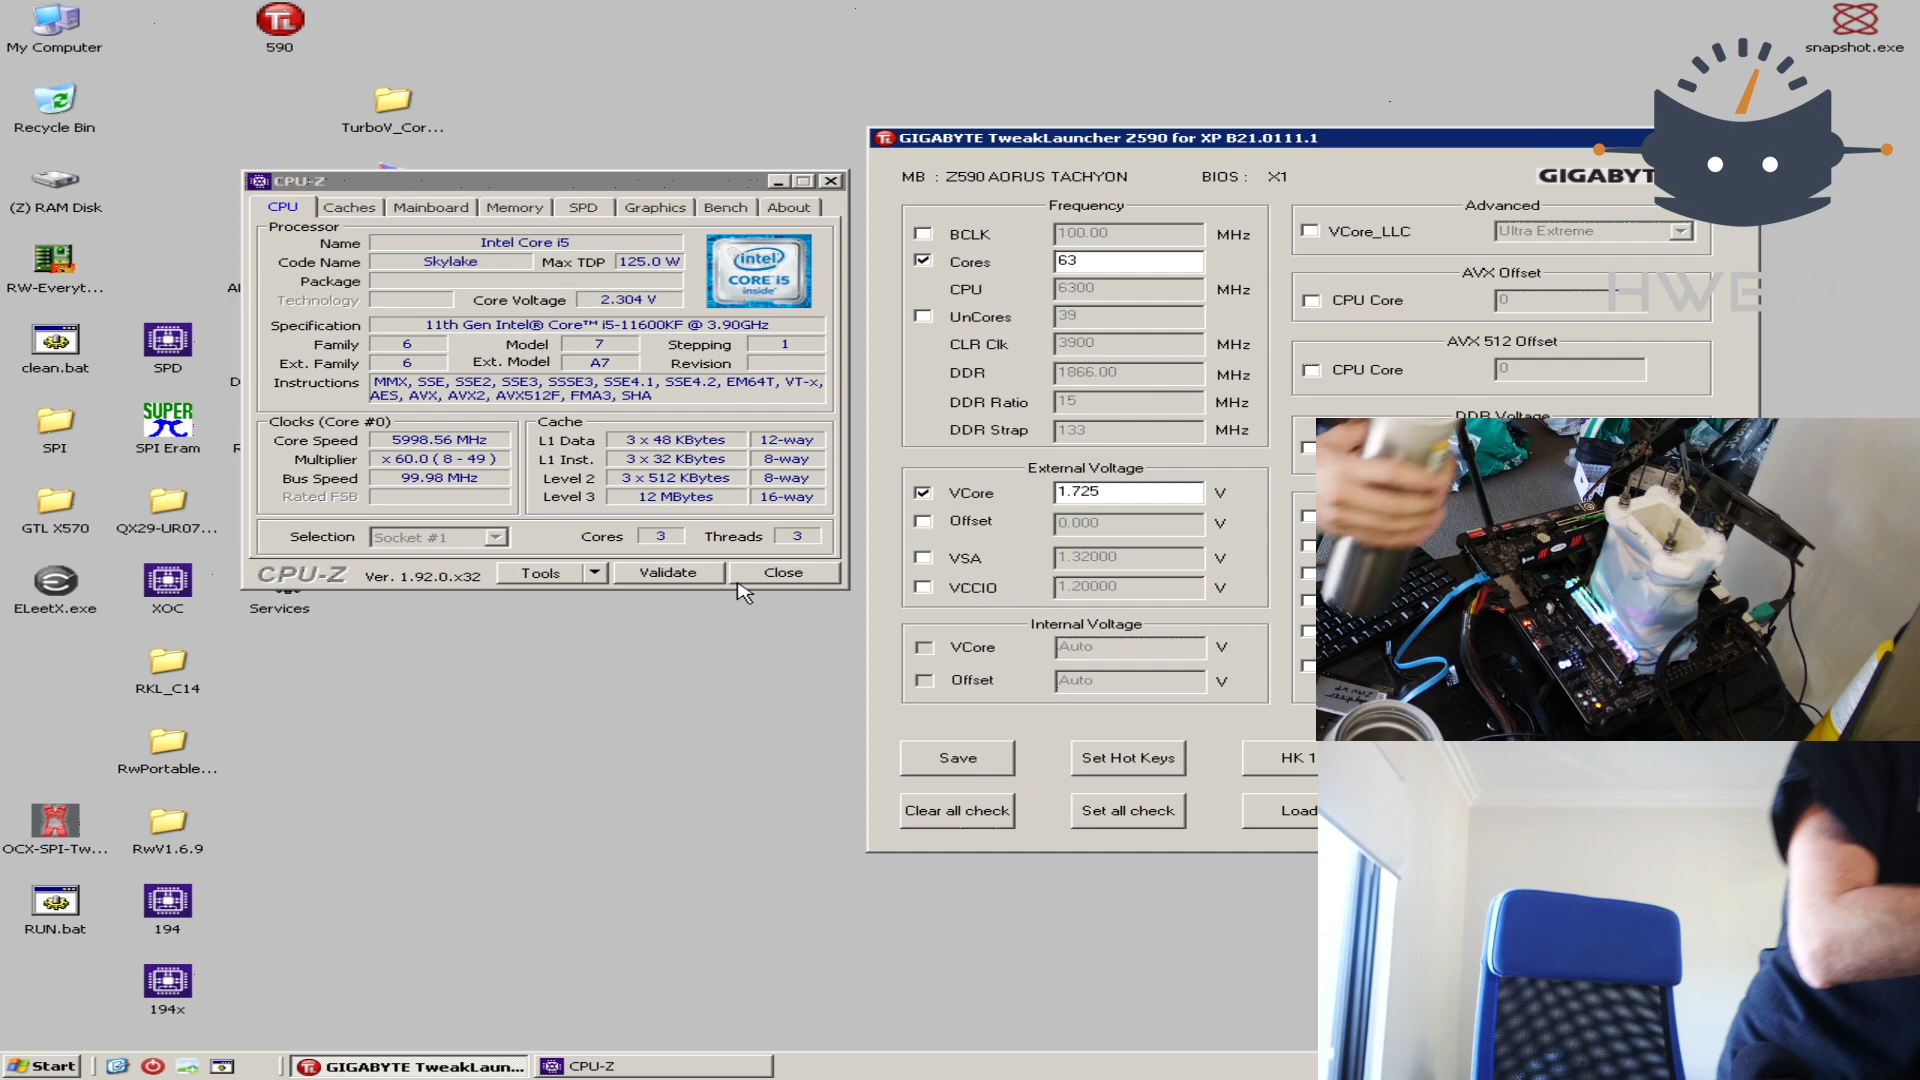 My Computer
590
snapshot.exe
Recycle Bin
TurboV_Cor...
(Z) RAM Disk
RW-Everyt...
clean.bat
SPD
SPI
SUPER
SPI Eram
GTL X570
QX29-UR07...
ELeetX.exe
XOC
Services
RKL_C14
RwPortable...
OCX-SPI-Tw...
RwV1.6.9
RUN.bat
194
194x
CPU-Z
CPU Caches Mainboard Memory SPD Graphics Bench About
Processor
Name Intel Core i5
Code Name Skylake Max TDP 125.0 W
Package
Technology Core Voltage 2.304 V
intel
CORE i5
inside
Specification 11th Gen Intel® Core™ i5-11600KF @ 3.90GHz
Family 6 Model 7 Stepping 1
Ext. Family 6 Ext. Model A7 Revision
Instructions MMX, SSE, SSE2, SSE3, SSSE3, SSE4.1, SSE4.2, EM64T, VT-x,
AES, AVX, AVX2, AVX512F, FMA3, SHA
Clocks (Core #0)
Core Speed 5998.56 MHz
Multiplier x 60.0 ( 8 - 49 )
Bus Speed 99.98 MHz
Rated FSB
Cache
L1 Data 3 x 48 KBytes 12-way
L1 Inst. 3 x 32 KBytes 8-way
Level 2 3 x 512 KBytes 8-way
Level 3 12 MBytes 16-way
Selection Socket #1 Cores 3 Threads 3
CPU-Z Ver. 1.92.0.x32 Tools Validate Close
GIGABYTE TweakLauncher Z590 for XP B21.0111.1
MB : Z590 AORUS TACHYON BIOS : X1
GIGABYT
Frequency
BCLK 100.00 MHz
Cores 63
CPU 6300 MHz
UnCores 39
CLR Clk 3900 MHz
DDR 1866.00 MHz
DDR Ratio 15 MHz
DDR Strap 133 MHz
External Voltage
VCore 1.725 V
Offset 0.000 V
VSA 1.32000 V
VCCIO 1.20000 V
Internal Voltage
VCore Auto V
Offset Auto V
Advanced
VCore_LLC Ultra Extreme
AVX Offset
CPU Core 0
AVX 512 Offset
CPU Core 0
DDR Voltage
Save Set Hot Keys HK 1
Clear all check Set all check Load
Start GIGABYTE TweakLaun... CPU-Z